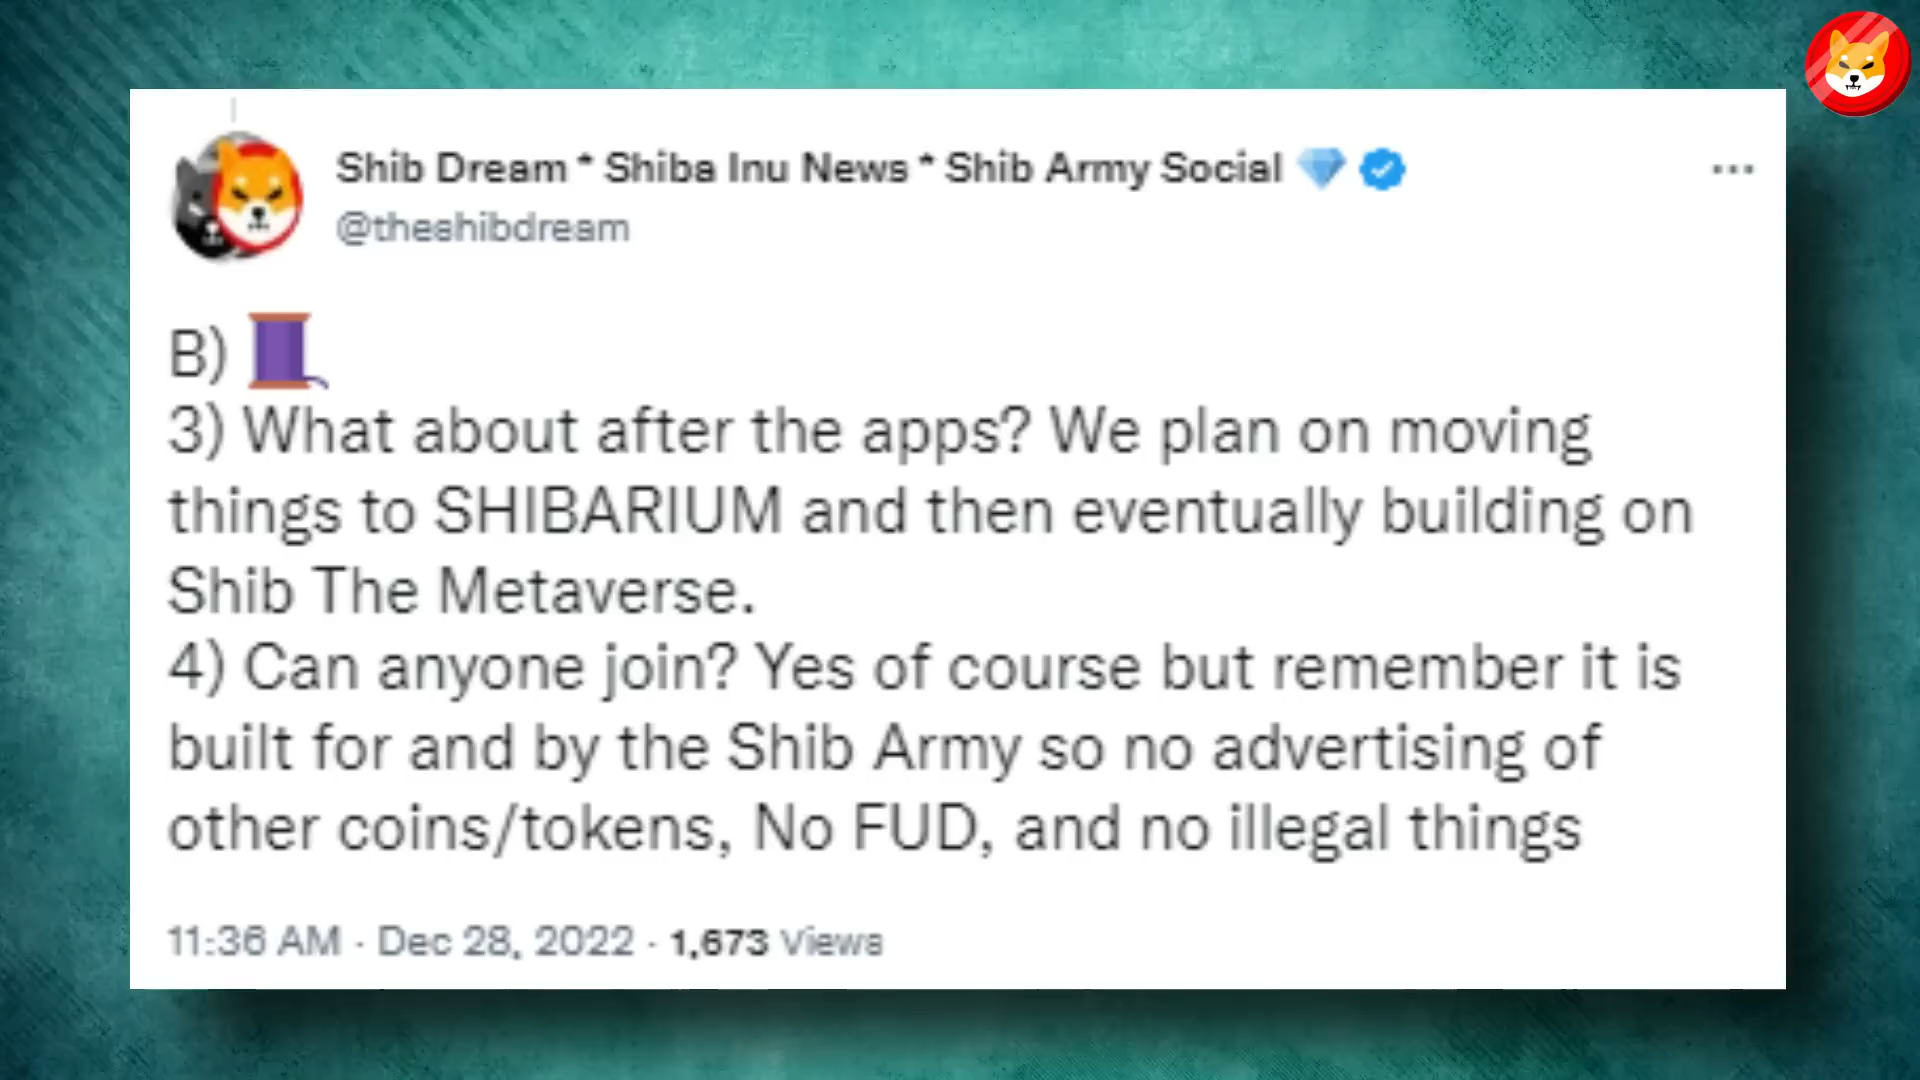 Shib Dream * Shiba Inu News * Shib Army Social 💎
@theshibdream
B) 🧵
3) What about after the apps? We plan on moving
things to SHIBARIUM and then eventually building on
Shib The Metaverse.
4) Can anyone join? Yes of course but remember it is
built for and by the Shib Army so no advertising of
other coins/tokens, No FUD, and no illegal things
11:36 AM · Dec 28, 2022 · 1,673 Views